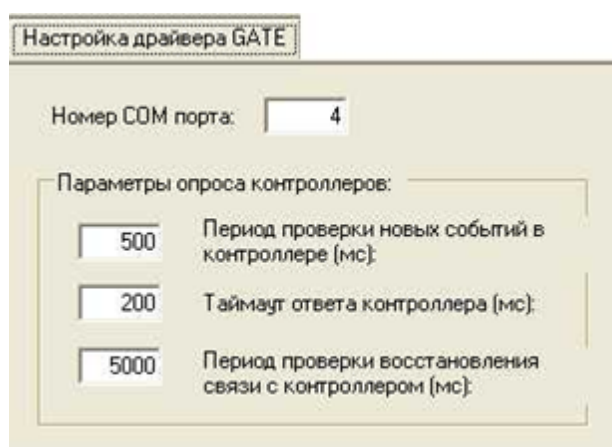 Настройка драйвера GATE
Номер COM порта: 4
Параметры опроса контроллеров:
500 Период проверки новых событий в
контроллере (мс):
200 Таймаут ответа контроллера (мс):
5000 Период проверки восстановления
связи с контроллером (мс):